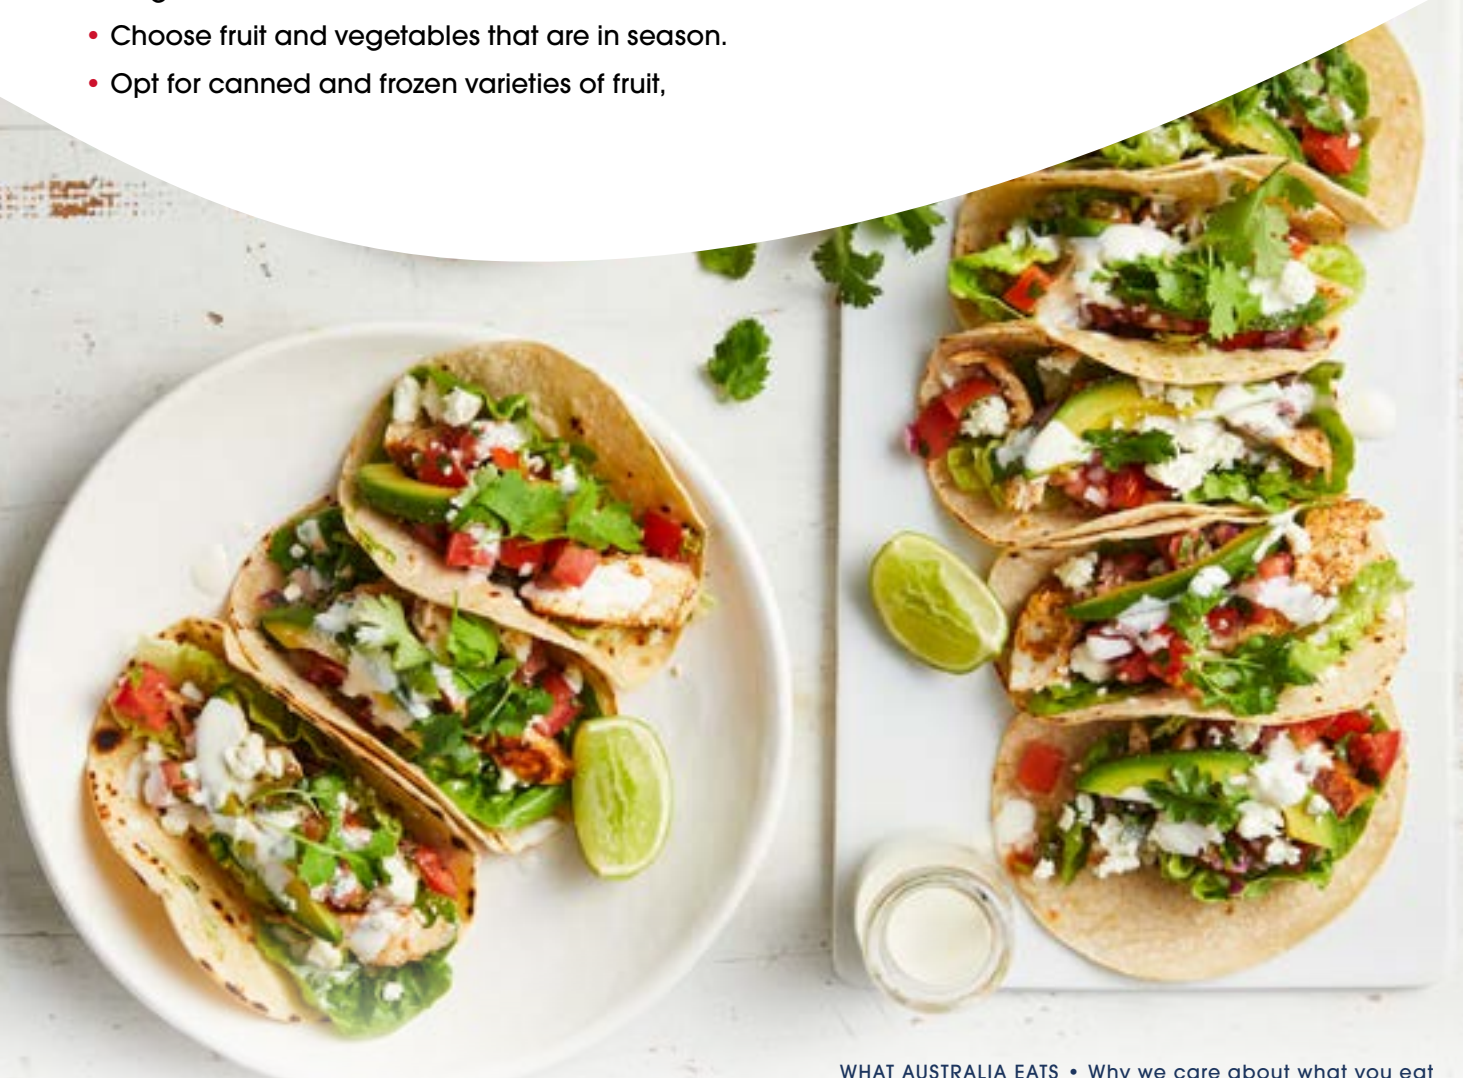 • Choose fruit and vegetables that are in season.
• Opt for canned and frozen varieties of fruit,
WHAT AUSTRALIA EATS • Why we care about what you eat